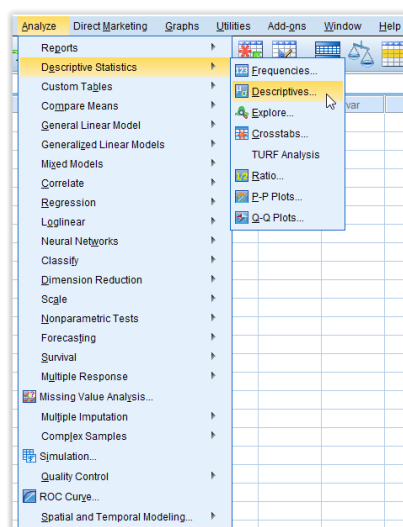 Analyze Direct Marketing Graphs Utilities Add-ons Window Help
Reports
Descriptive Statistics
Custom Tables
Compare Means
General Linear Model
Generalized Linear Models
Mixed Models
Correlate
Regression
Loglinear
Neural Networks
Classify
Dimension Reduction
Scale
Nonparametric Tests
Forecasting
Survival
Multiple Response
Missing Value Analysis...
Multiple Imputation
Complex Samples
Simulation...
Quality Control
ROC Curve...
Spatial and Temporal Modeling...
Frequencies...
Descriptives...
Explore...
Crosstabs...
TURF Analysis
Ratio...
P-P Plots...
Q-Q Plots...
var